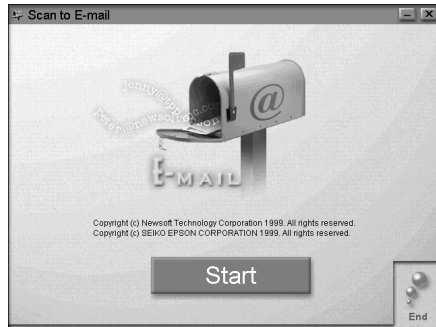 Scan to E-mail
@
E-MAIL
Copyright (c) Newsoft Technology Corporation 1999. All rights reserved.
Copyright (c) SEIKO EPSON CORPORATION 1999. All rights reserved.
Start
End